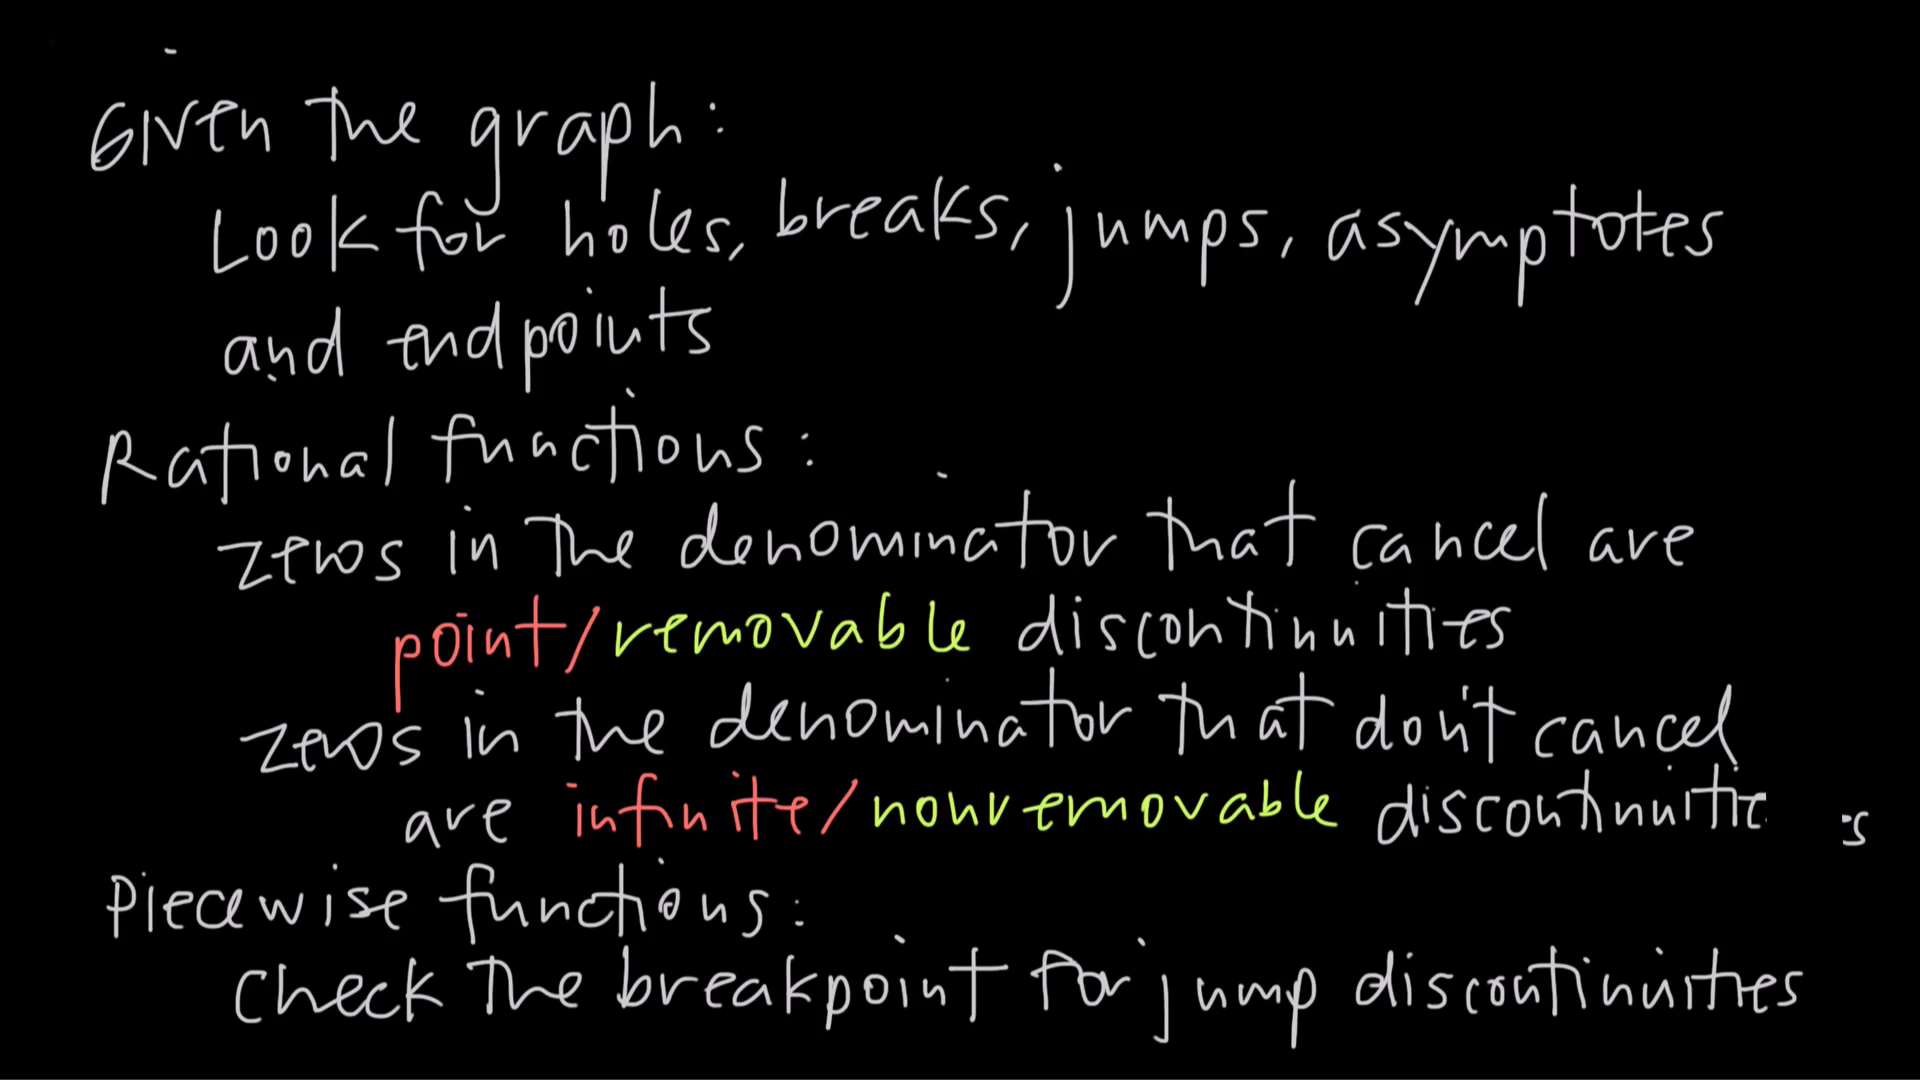 Given the graph:
Look for holes, breaks, jumps, asymptotes
and endpoints
Rational functions:
zeros in the denominator that cancel are
point/removable discontinuities
zeros in the denominator that don't cancel
are infinite/nonremovable discontinuities
Piecewise functions:
Check the breakpoint for jump discontinuities